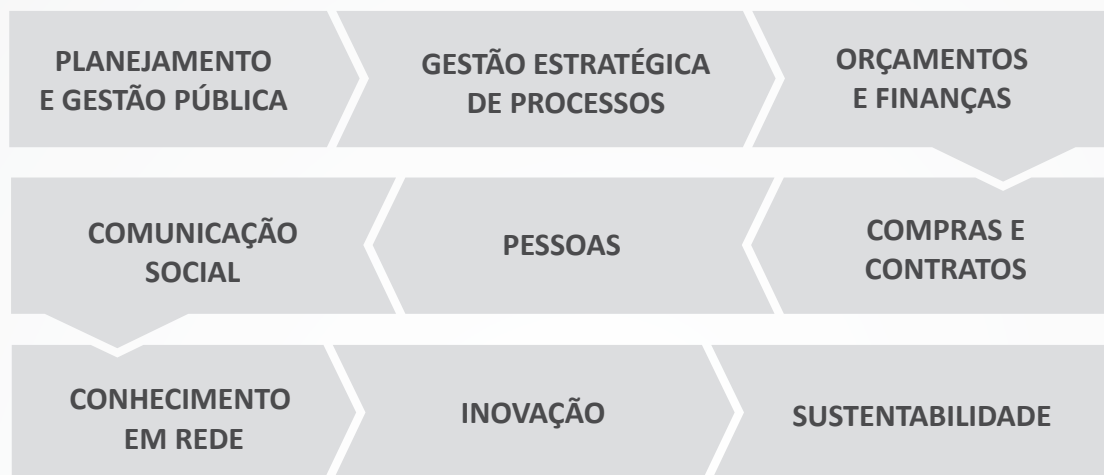 PLANEJAMENTO
E GESTÃO PÚBLICA
GESTÃO ESTRATÉGICA
DE PROCESSOS
ORÇAMENTOS
E FINANÇAS
COMPRAS E
CONTRATOS
PESSOAS
COMUNICAÇÃO
SOCIAL
CONHECIMENTO
EM REDE
INOVAÇÃO
SUSTENTABILIDADE